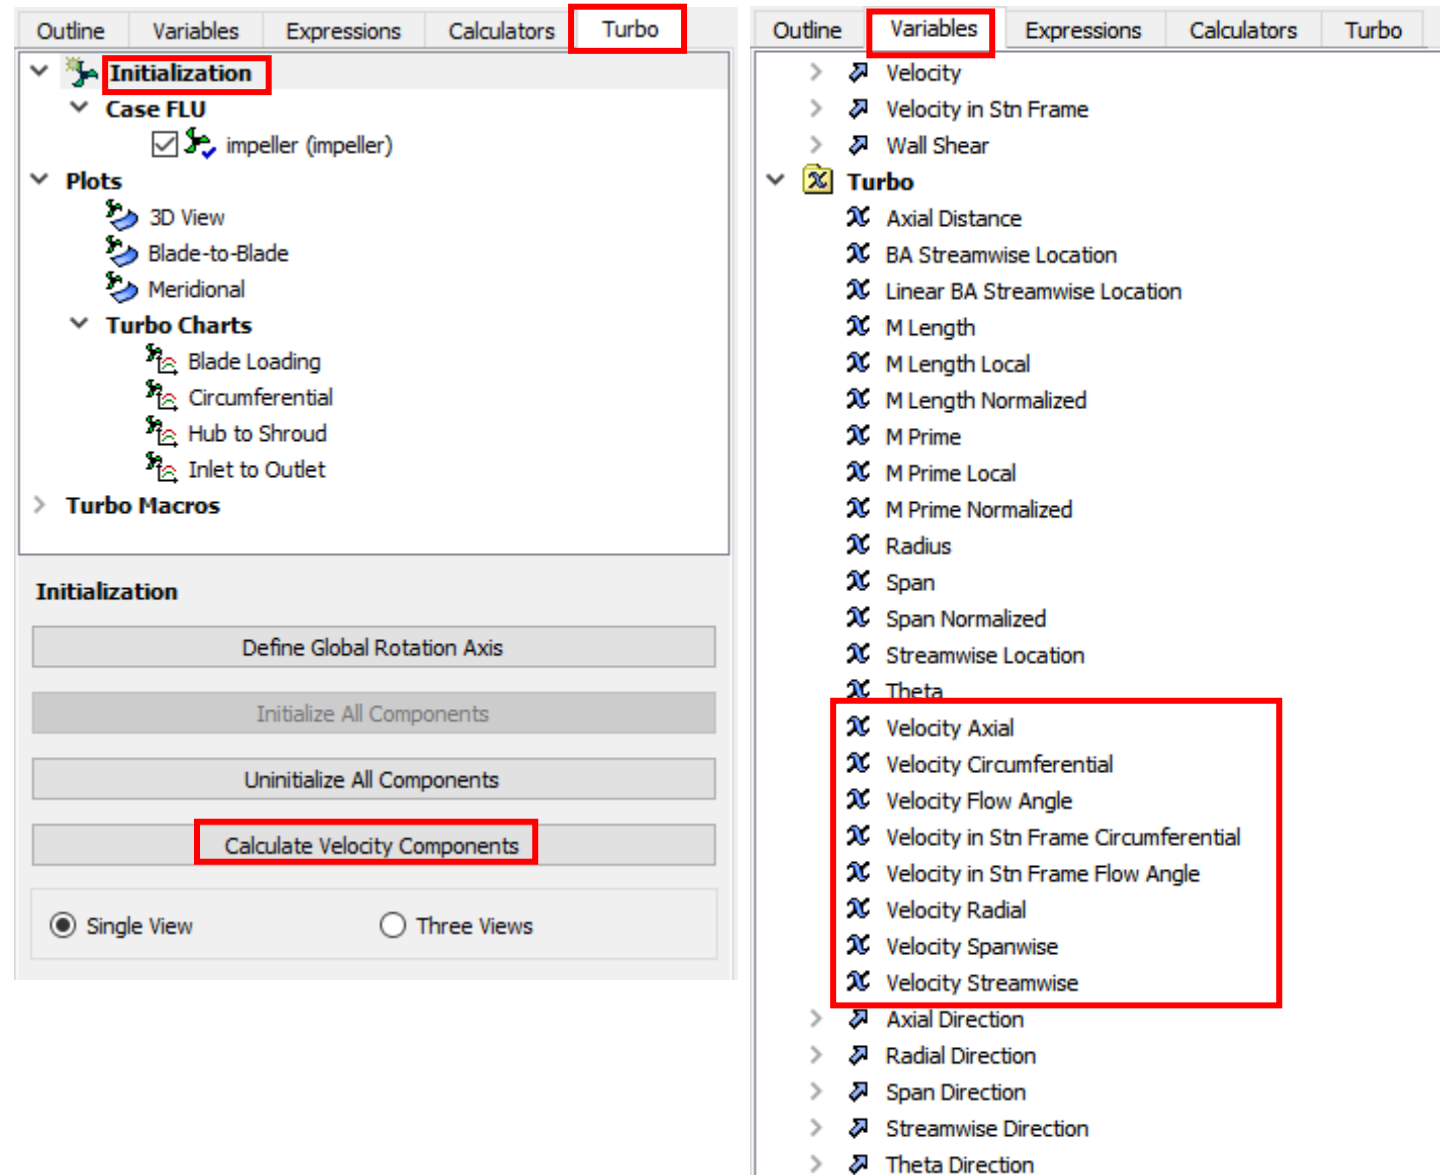 Outline Variables Expressions Calculators Turbo
Initialization
Case FLU
impeller (impeller)
Plots
3D View
Blade-to-Blade
Meridional
Turbo Charts
Blade Loading
Circumferential
Hub to Shroud
Inlet to Outlet
Turbo Macros
Initialization
Define Global Rotation Axis
Initialize All Components
Uninitialize All Components
Calculate Velocity Components
Single View Three Views
Outline Variables Expressions Calculators Turbo
Velocity
Velocity in Stn Frame
Wall Shear
Turbo
Axial Distance
BA Streamwise Location
Linear BA Streamwise Location
M Length
M Length Local
M Length Normalized
M Prime
M Prime Local
M Prime Normalized
Radius
Span
Span Normalized
Streamwise Location
Theta
Velocity Axial
Velocity Circumferential
Velocity Flow Angle
Velocity in Stn Frame Circumferential
Velocity in Stn Frame Flow Angle
Velocity Radial
Velocity Spanwise
Velocity Streamwise
Axial Direction
Radial Direction
Span Direction
Streamwise Direction
Theta Direction